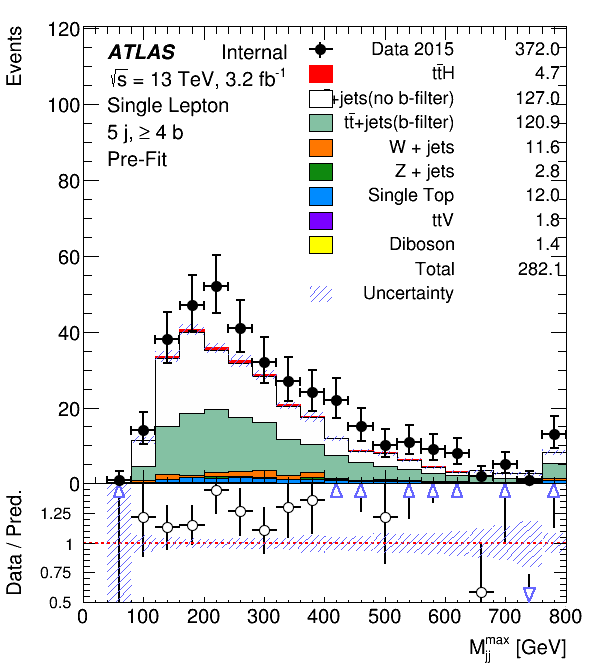 Events
120
100
80
60
40
20
0
ATLAS Internal
√s = 13 TeV, 3.2 fb-1
Single Lepton
5 j, ≥ 4 b
Pre-Fit
Data 2015 372.0
tt̄H 4.7
t̄+jets(no b-filter) 127.0
tt̄+jets(b-filter) 120.9
W + jets 11.6
Z + jets 2.8
Single Top 12.0
ttV 1.8
Diboson 1.4
Total 282.1
Uncertainty
Data / Pred.
1.25
1
0.75
0.5
0 100 200 300 400 500 600 700 800
Mjjmax [GeV]